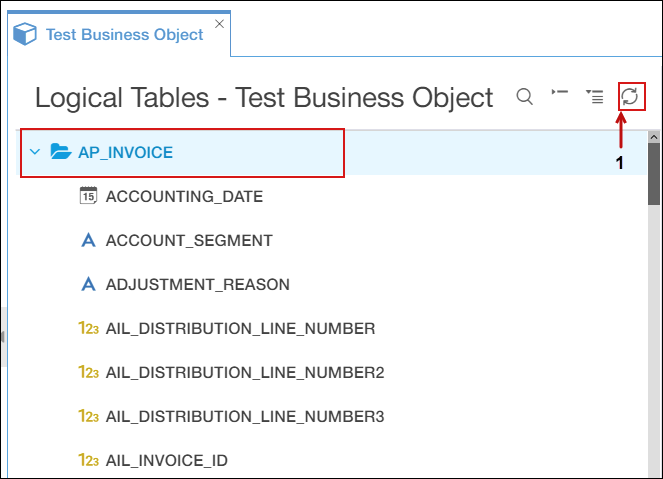 Test Business Object
Logical Tables - Test Business Object
AP_INVOICE
1
15 ACCOUNTING_DATE
A ACCOUNT_SEGMENT
A ADJUSTMENT_REASON
123 AIL_DISTRIBUTION_LINE_NUMBER
123 AIL_DISTRIBUTION_LINE_NUMBER2
123 AIL_DISTRIBUTION_LINE_NUMBER3
123 AIL_INVOICE_ID